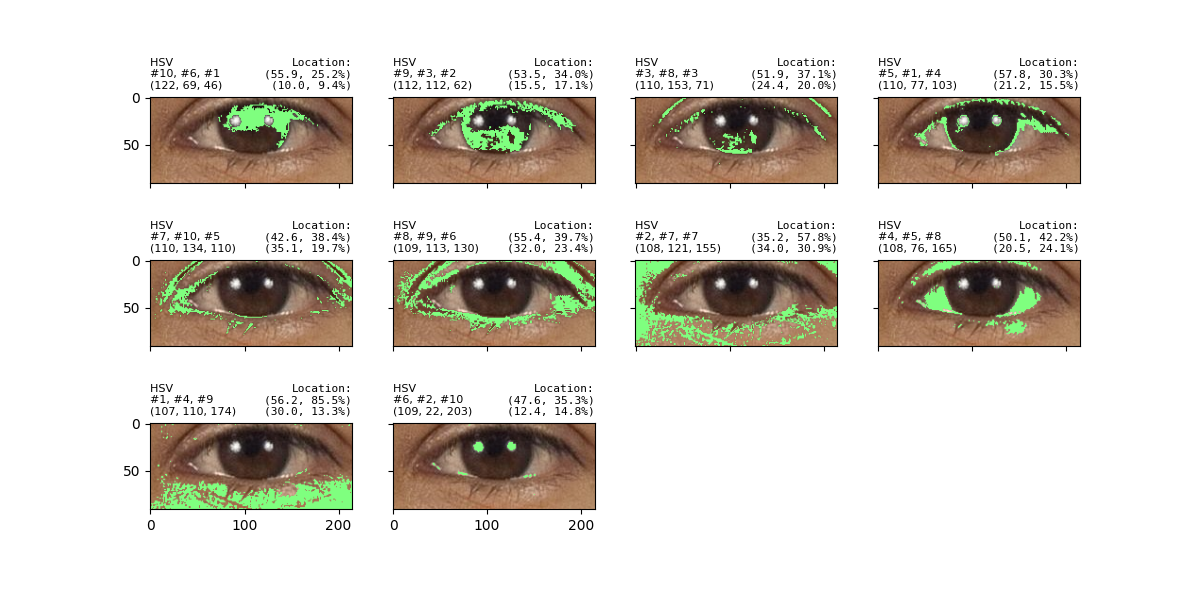 HSV Location:
#10, #6, #1 (55.9, 25.2%)
(122, 69, 46) (10.0, 9.4%)
HSV Location:
#9, #3, #2 (53.5, 34.0%)
(112, 112, 62) (15.5, 17.1%)
HSV Location:
#3, #8, #3 (51.9, 37.1%)
(110, 153, 71) (24.4, 20.0%)
HSV Location:
#5, #1, #4 (57.8, 30.3%)
(110, 77, 103) (21.2, 15.5%)
0
50
HSV Location:
#7, #10, #5 (42.6, 38.4%)
(110, 134, 110) (35.1, 19.7%)
HSV Location:
#8, #9, #6 (55.4, 39.7%)
(109, 113, 130) (32.0, 23.4%)
HSV Location:
#2, #7, #7 (35.2, 57.8%)
(108, 121, 155) (34.0, 30.9%)
HSV Location:
#4, #5, #8 (50.1, 42.2%)
(108, 76, 165) (20.5, 24.1%)
0
50
HSV Location:
#1, #4, #9 (56.2, 85.5%)
(107, 110, 174) (30.0, 13.3%)
HSV Location:
#6, #2, #10 (47.6, 35.3%)
(109, 22, 203) (12.4, 14.8%)
0
50
0 100 200
0 100 200